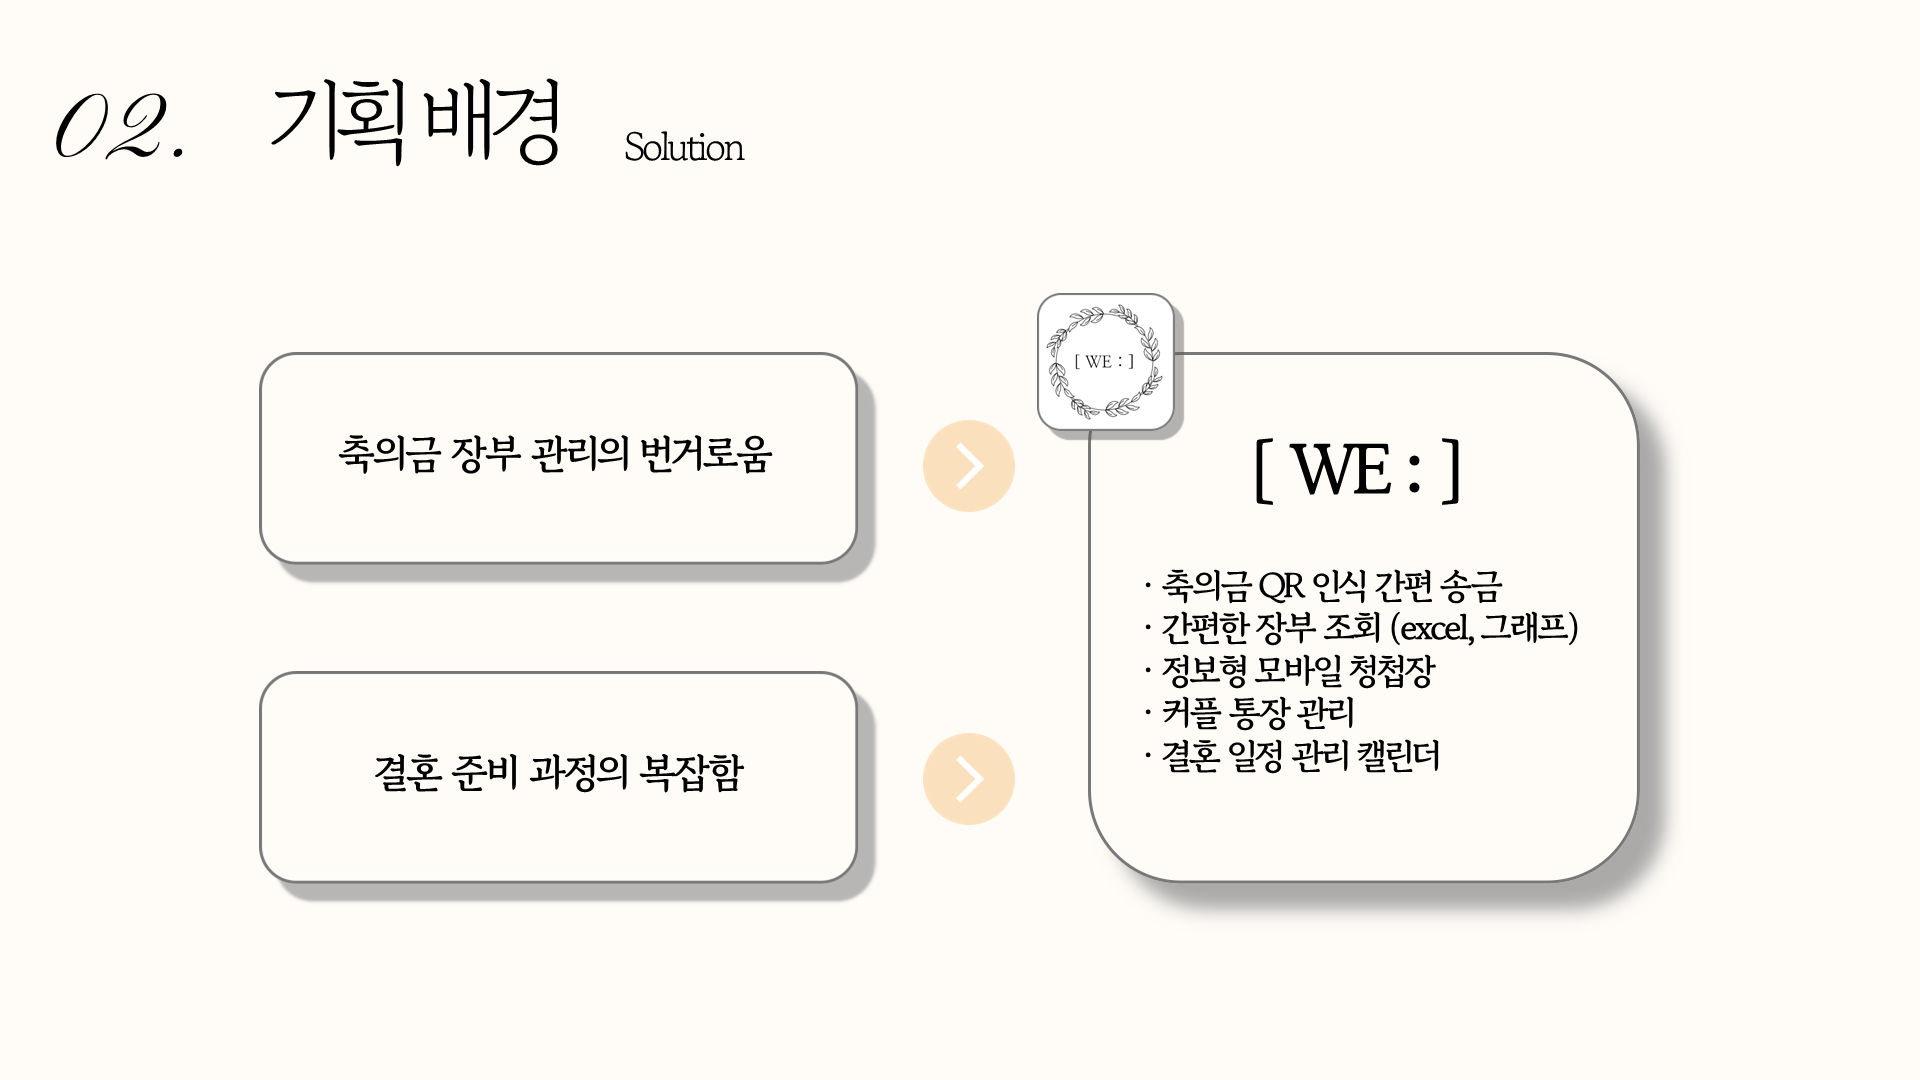 02. 기획 배경 Solution
축의금 장부 관리의 번거로움
결혼 준비 과정의 복잡함
[ WE : ]
[ WE : ]
· 축의금 QR 인식 간편 송금
· 간편한 장부 조회 (excel, 그래프)
· 정보형 모바일 청첩장
· 커플 통장 관리
· 결혼 일정 관리 캘린더